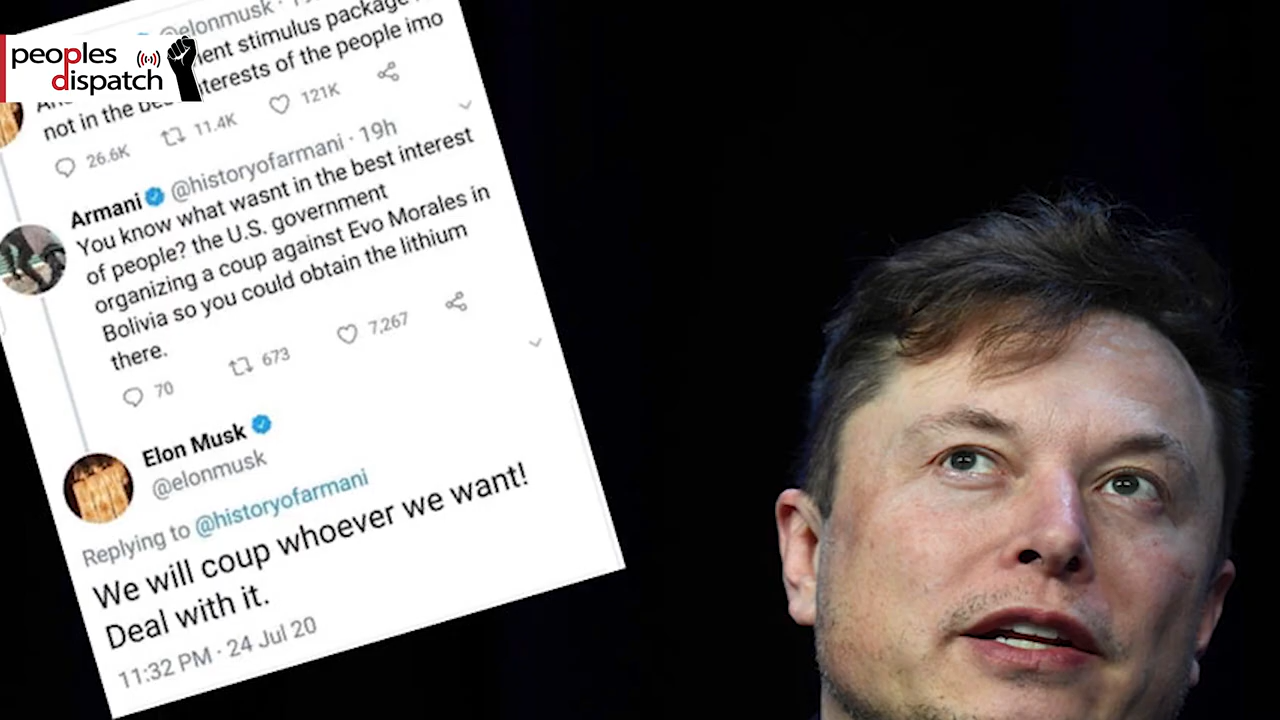 peoples
dispatch
@elonmusk ·
stimulus package
not in the of the people imo
26.6K 11.4K 121K
Armani @historyofarmani · 19h
You know what wasnt in the best interest
of people? the U.S. government
organizing a coup against Evo Morales in
Bolivia so you could obtain the lithium
there.
70 673 7,267
Elon Musk
@elonmusk
Replying to @historyofarmani
We will coup whoever we want!
Deal with it.
11:32 PM · 24 Jul 20